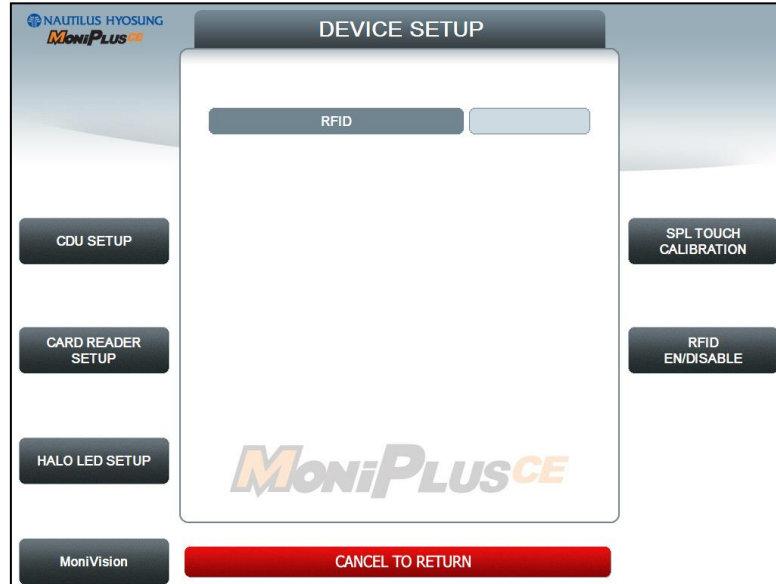 NAUTILUS HYOSUNG
MONiPLUSCE
DEVICE SETUP
RFID
CDU SETUP
SPL TOUCH
CALIBRATION
CARD READER
SETUP
RFID
EN/DISABLE
HALO LED SETUP
MONiPLUSCE
MoniVision
CANCEL TO RETURN